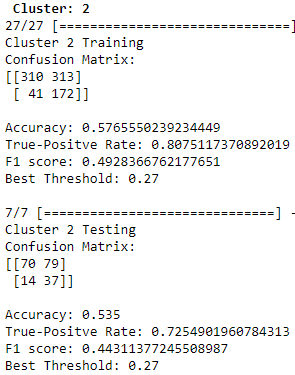 Cluster: 2
27/27 [==============================]
Cluster 2 Training
Confusion Matrix:
[[310 313]
 [ 41 172]]
Accuracy: 0.5765550239234449
True-Positve Rate: 0.8075117370892019
F1 score: 0.4928366762177651
Best Threshold: 0.27
7/7 [==============================] -
Cluster 2 Testing
Confusion Matrix:
[[70 79]
 [14 37]]
Accuracy: 0.535
True-Positve Rate: 0.7254901960784313
F1 score: 0.44311377245508987
Best Threshold: 0.27